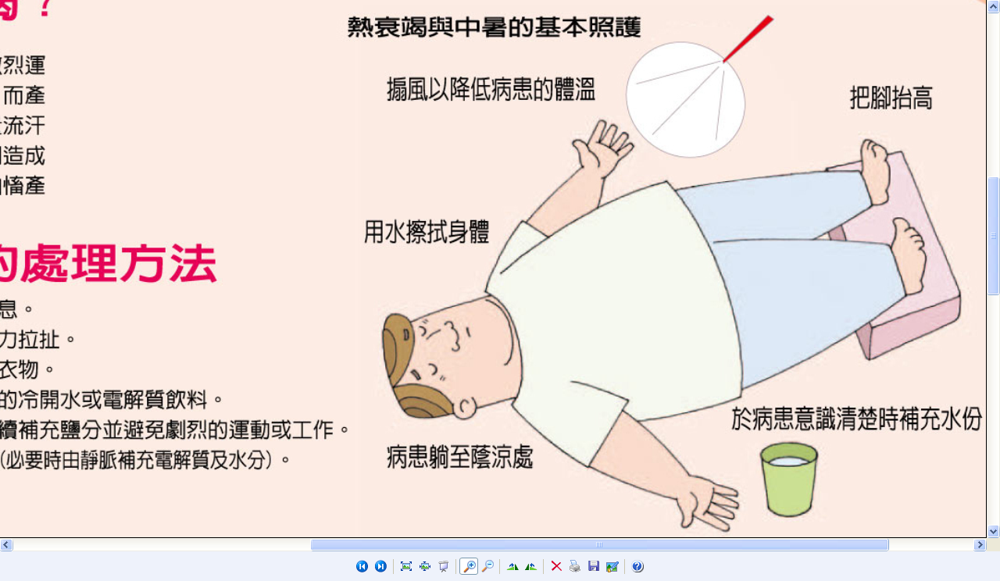 烈運
而產
流汗
造成
產
的處理方法
息。
力拉扯。
衣物。
的冷開水或電解質飲料。
續補充鹽分並避免劇烈的運動或工作。
(必要時由靜脈補充電解質及水分)。
熱衰竭與中暑的基本照護
搧風以降低病患的體溫
把腳抬高
用水擦拭身體
於病患意識清楚時補充水份
病患躺至蔭涼處